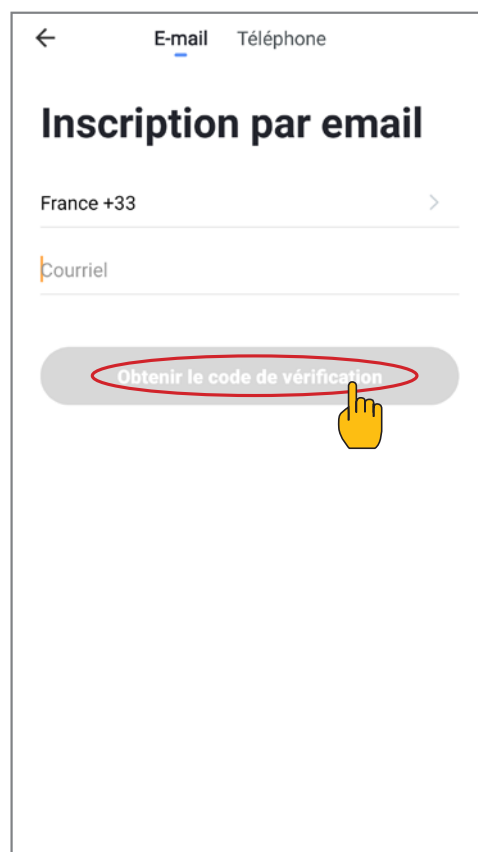 E-mail Téléphone
Inscription par email
France +33
Courriel
Obtenir le code de vérification